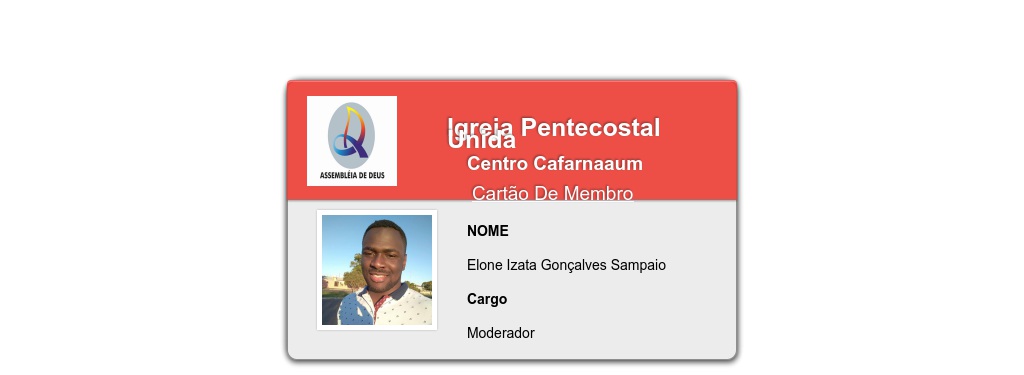 ASSEMBLÉIA DE DEUS
Igreja Pentecostal
Unida
Centro Cafarnaaum
Cartão De Membro
NOME
Elone Izata Gonçalves Sampaio
Cargo
Moderador